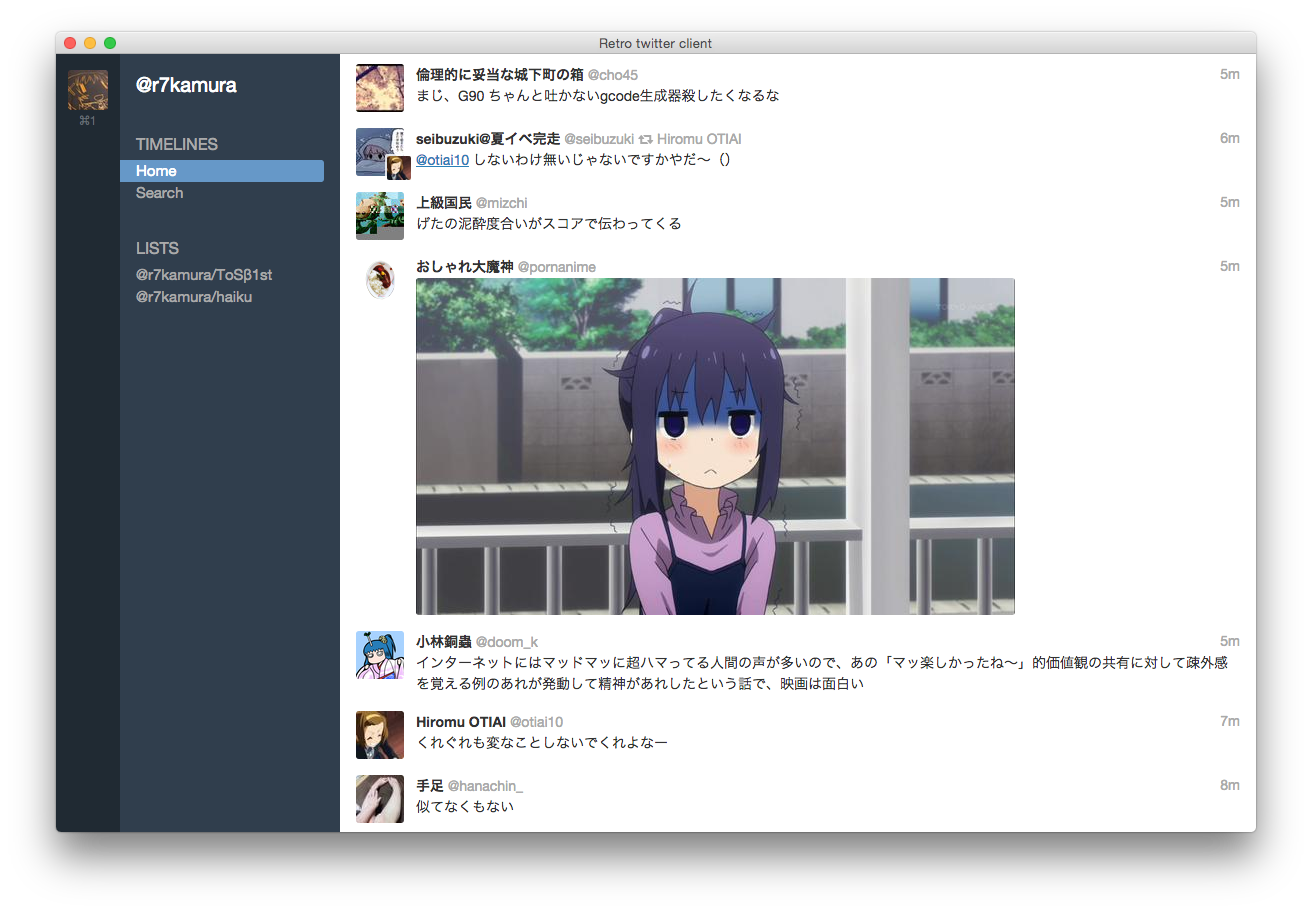 Retro twitter client
⌘1
@r7kamura
TIMELINES
Home
Search
LISTS
@r7kamura/ToSβ1st
@r7kamura/haiku
倫理的に妥当な城下町の箱 @cho45 5m
まじ、G90 ちゃんと吐かないgcode生成器殺したくなるな
seibuzuki@夏イベ完走 @seibuzuki Hiromu OTIAI 6m
@otiai10 しないわけ無いじゃないですかやだ〜（）
上級国民 @mizchi 5m
げたの泥酔度合いがスコアで伝わってくる
おしゃれ大魔神 @pornanime 5m
小林銅蟲 @doom_k 5m
インターネットにはマッドマッに超ハマってる人間の声が多いので、あの「マッ楽しかったね〜」的価値観の共有に対して疎外感
を覚える例のあれが発動して精神があれしたという話で、映画は面白い
Hiromu OTIAI @otiai10 7m
くれぐれも変なことしないでくれよなー
手足 @hanachin_ 8m
似てなくもない